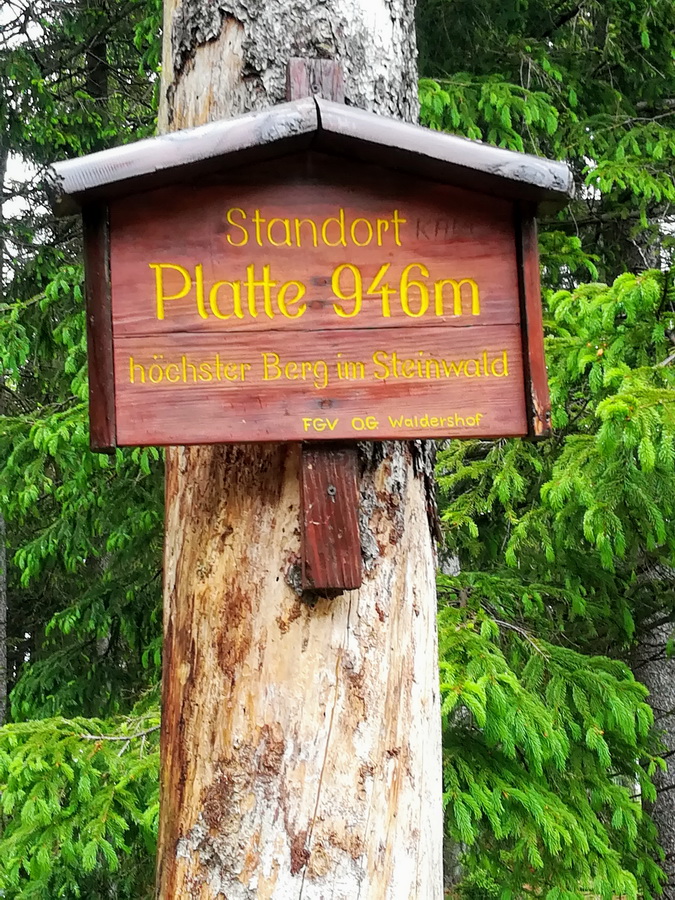 Standort
Platte 946m
höchster Berg im Steinwald
FGV OG Waldershof